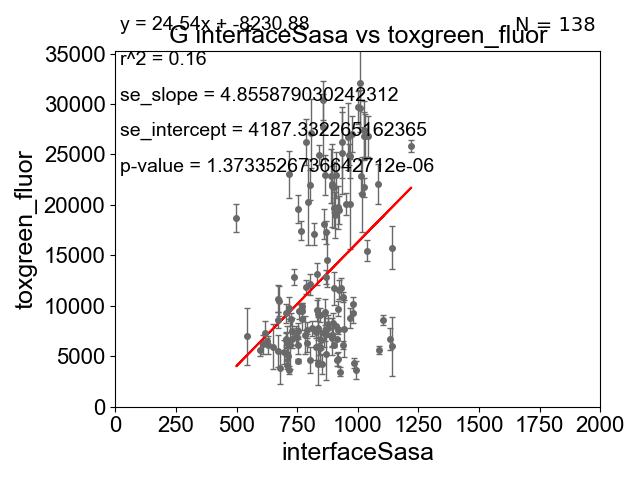 y = 24.54x + -8230.88
N = 138
G interfaceSasa vs toxgreen_fluor
r^2 = 0.16
se_slope = 4.855879030242312
se_intercept = 4187.332265162365
p-value = 1.3733526736642712e-06
toxgreen_fluor
35000
30000
25000
20000
15000
10000
5000
0
0 250 500 750 1000 1250 1500 1750 2000
interfaceSasa